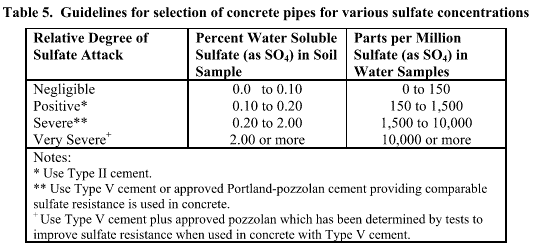 Table 5. Guidelines for selection of concrete pipes for various sulfate concentrations
Relative Degree of Sulfate Attack | Percent Water Soluble Sulfate (as SO₄) in Soil Sample | Parts per Million Sulfate (as SO₄) in Water Samples
Negligible | 0.0 to 0.10 | 0 to 150
Positive* | 0.10 to 0.20 | 150 to 1,500
Severe** | 0.20 to 2.00 | 1,500 to 10,000
Very Severe⁺ | 2.00 or more | 10,000 or more
Notes:
* Use Type II cement.
** Use Type V cement or approved Portland-pozzolan cement providing comparable
sulfate resistance is used in concrete.
⁺ Use Type V cement plus approved pozzolan which has been determined by tests to
improve sulfate resistance when used in concrete with Type V cement.